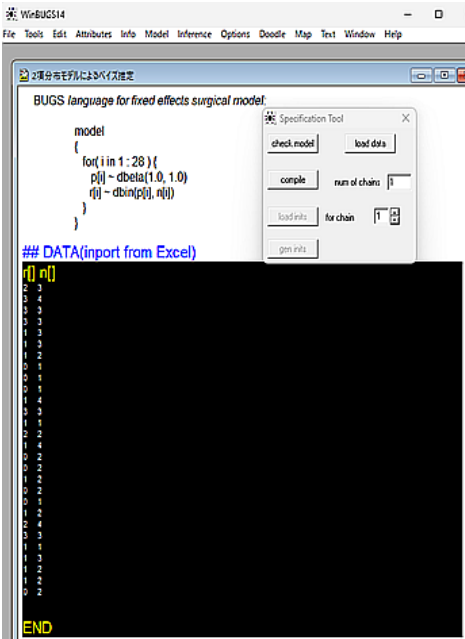 WinBUGS14
File Tools Edit Attributes Info Model Inference Options Doodle Map Text Window Help
2項分布モデルによるベイズ推定
BUGS language for fixed effects surgical model:
model
{
for( i in 1 : 28 ) {
p[i] ~ dbeta(1.0, 1.0)
r[i] ~ dbin(p[i], n[i])
}
}
Specification Tool
check model load data
compile num of chains 1
load inits for chain 1
gen inits
## DATA(inport from Excel)
r[] n[]
2 3
3 4
3 3
3 3
1 3
1 3
1 2
0 1
0 1
0 1
1 4
3 3
1 1
2 2
1 4
0 2
0 2
1 2
0 2
0 1
1 2
2 4
3 3
1 1
1 3
1 2
1 2
0 2
END